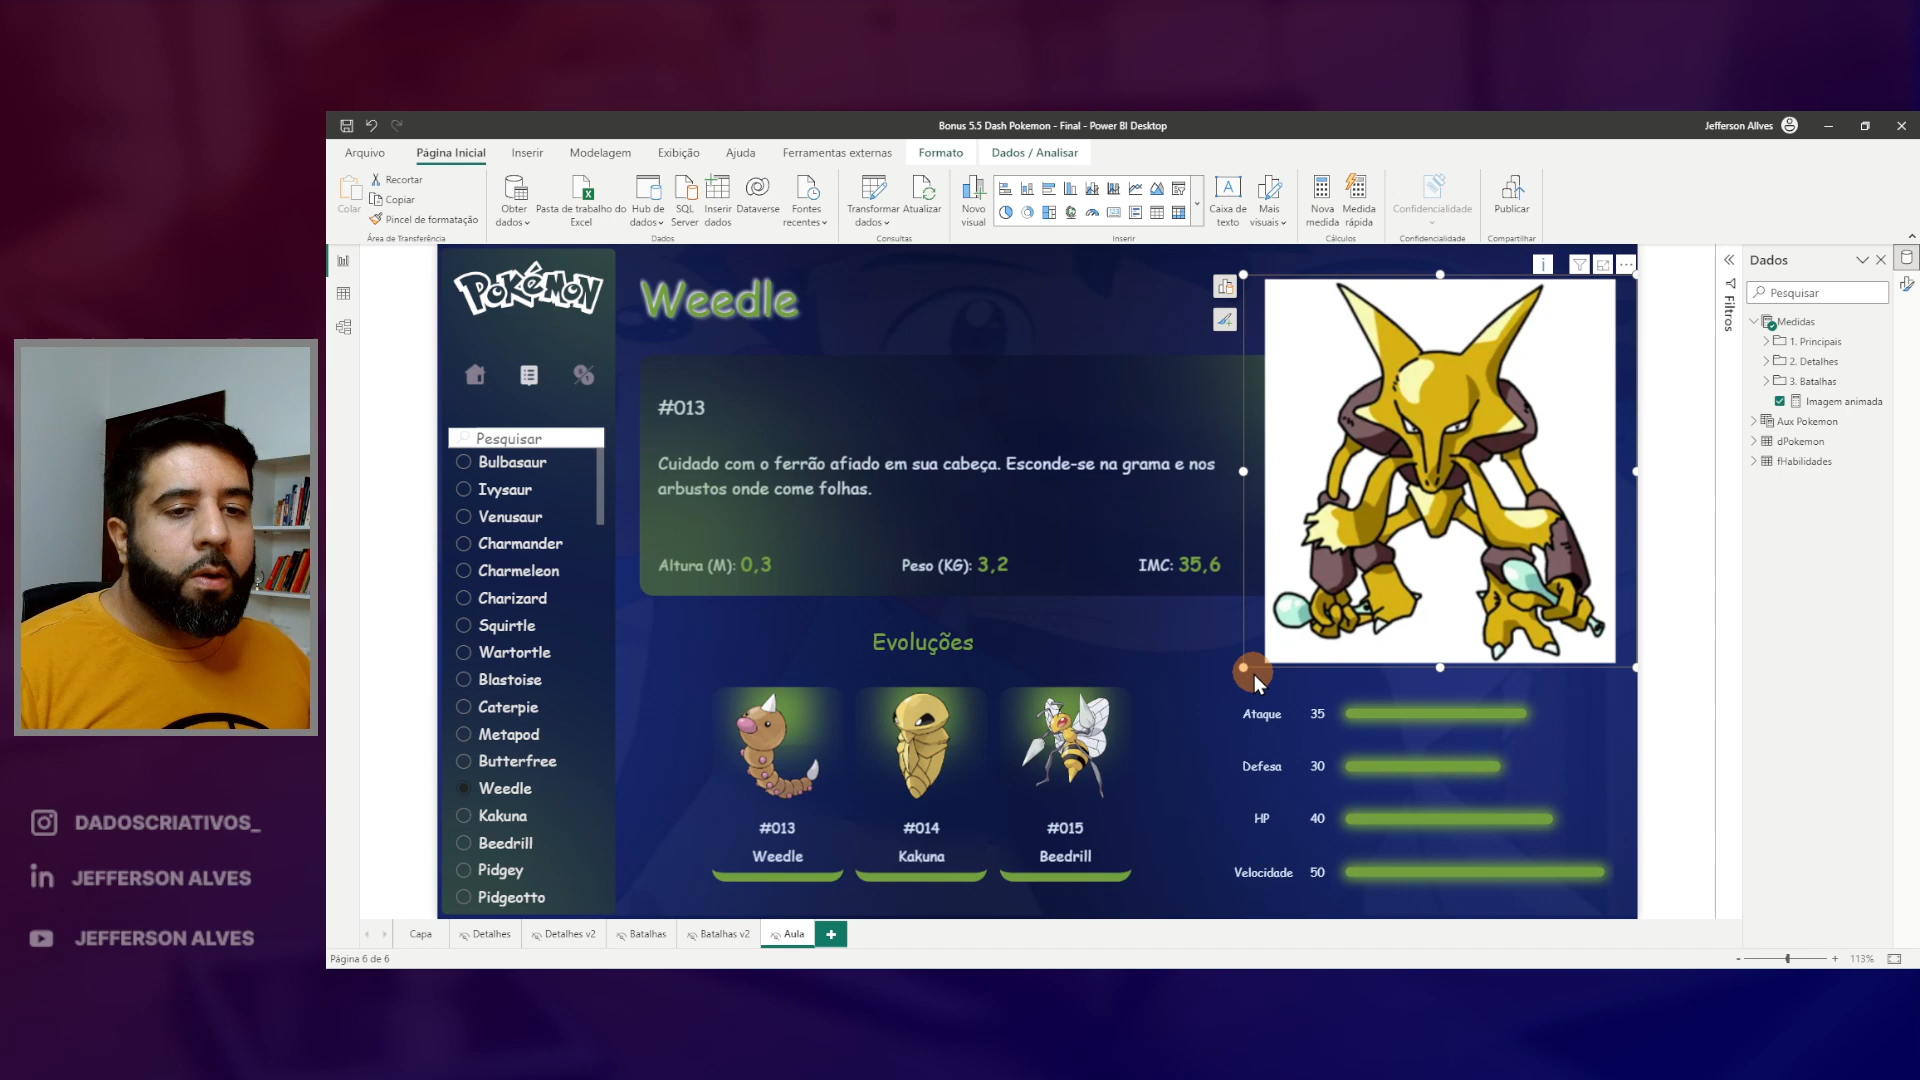 Bonus 5.5 Dash Pokemon - Final - Power BI Desktop
Jefferson Allves
Arquivo
Página Inicial
Inserir
Modelagem
Exibição
Ajuda
Ferramentas externas
Formato
Dados / Analisar
Colar
Recortar
Copiar
Pincel de formatação
Área de Transferência
Obter dados
Pasta de trabalho do Excel
Hub de dados
SQL Server
Inserir dados
Dataverse
Fontes recentes
Dados
Transformar dados
Atualizar
Consultas
Novo visual
Caixa de texto
Mais visuais
Inserir
Nova medida
Medida rápida
Cálculos
Confidencialidade
Confidencialidade
Publicar
Compartilhar
POKéMON
Pesquisar
Bulbasaur
Ivysaur
Venusaur
Charmander
Charmeleon
Charizard
Squirtle
Wartortle
Blastoise
Caterpie
Metapod
Butterfree
Weedle
Kakuna
Beedrill
Pidgey
Pidgeotto
Weedle
#013
Cuidado com o ferrão afiado em sua cabeça. Esconde-se na grama e nos
arbustos onde come folhas.
Altura (M): 0,3
Peso (KG): 3,2
IMC: 35,6
Evoluções
#013
Weedle
#014
Kakuna
#015
Beedrill
Ataque 35
Defesa 30
HP 40
Velocidade 50
Filtros
Dados
Pesquisar
Medidas
1. Principais
2. Detalhes
3. Batalhas
Imagem animada
Aux Pokemon
dPokemon
fHabilidades
Capa
Detalhes
Detalhes v2
Batalhas
Batalhas v2
Aula
Página 6 de 6
113%
DADOSCRIATIVOS_
JEFFERSON ALVES
JEFFERSON ALVES